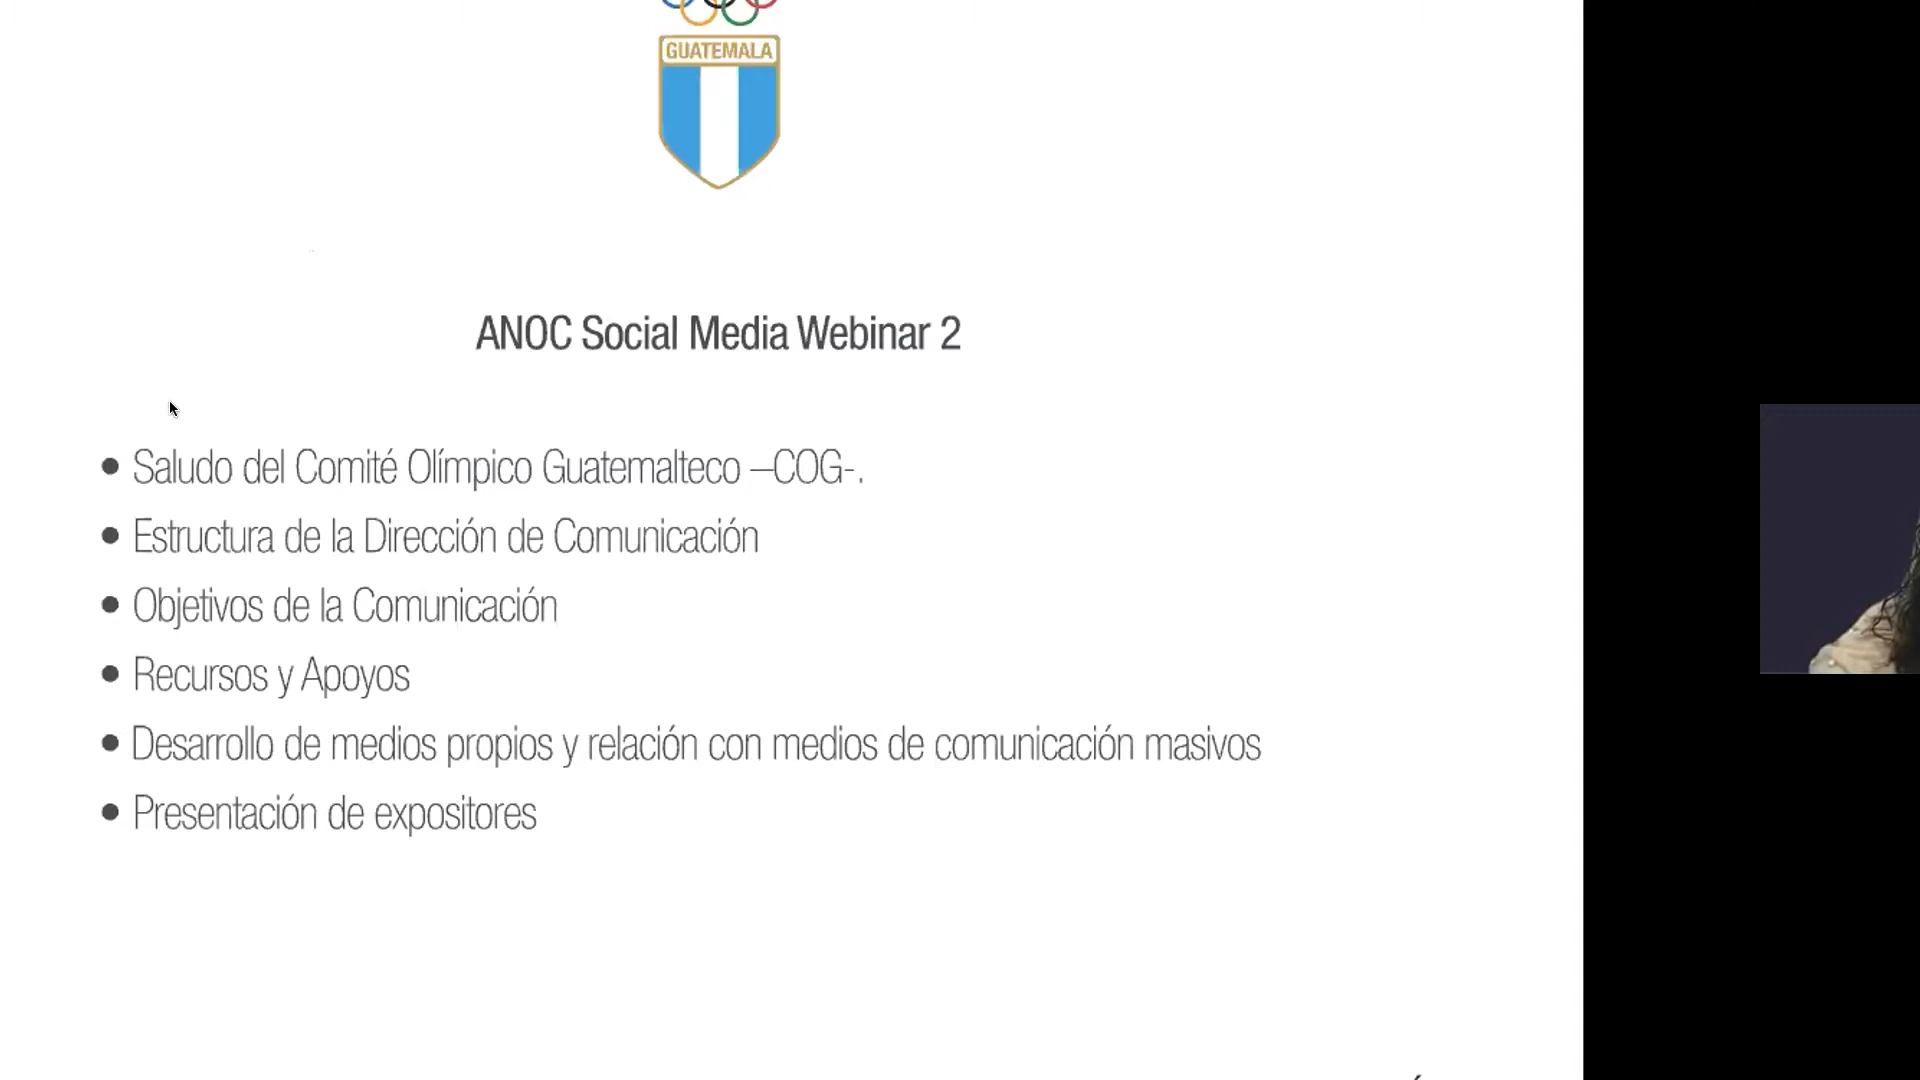 GUATEMALA
ANOC Social Media Webinar 2
• Saludo del Comité Olímpico Guatemalteco –COG-.
• Estructura de la Dirección de Comunicación
• Objetivos de la Comunicación
• Recursos y Apoyos
• Desarrollo de medios propios y relación con medios de comunicación masivos
• Presentación de expositores